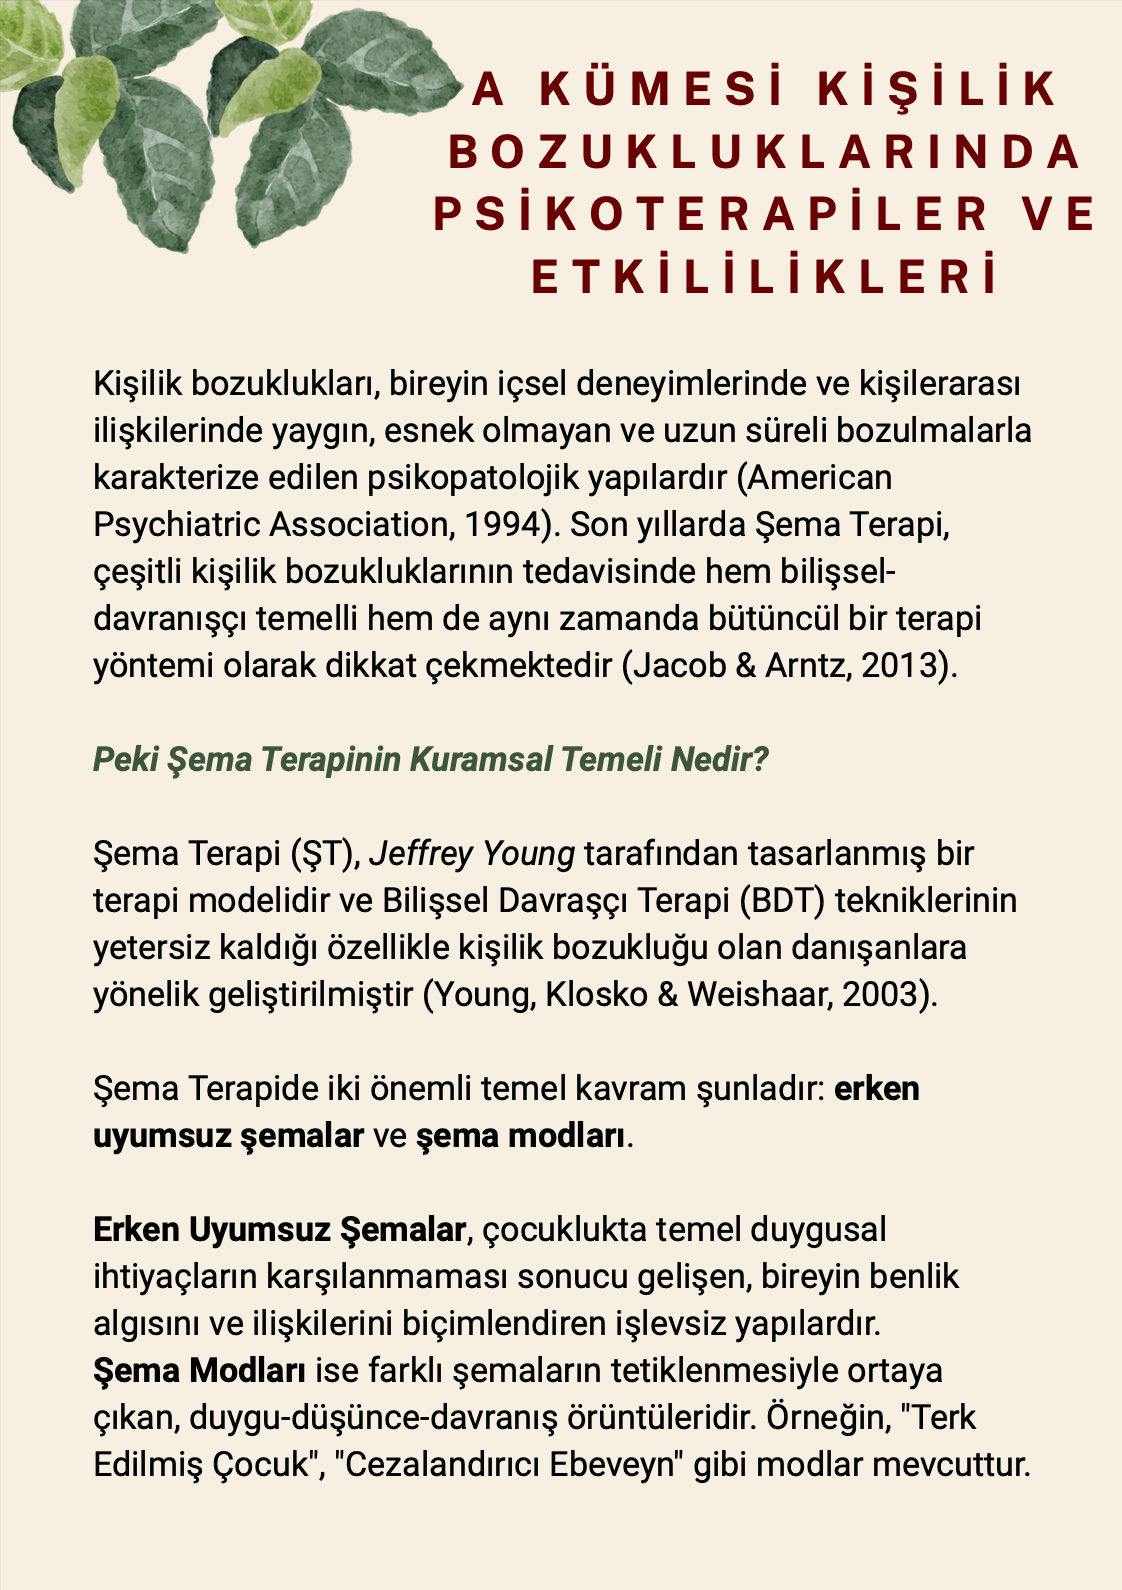 A KÜMESİ KİŞİLİK
BOZUKLUKLARINDA
PSİKOTERAPİLER VE
ETKİLİLİKLERİ
Kişilik bozuklukları, bireyin içsel deneyimlerinde ve kişilerarası
ilişkilerinde yaygın, esnek olmayan ve uzun süreli bozulmalarla
karakterize edilen psikopatolojik yapılardır (American
Psychiatric Association, 1994). Son yıllarda Şema Terapi,
çeşitli kişilik bozukluklarının tedavisinde hem bilişsel-
davranışçı temelli hem de aynı zamanda bütüncül bir terapi
yöntemi olarak dikkat çekmektedir (Jacob & Arntz, 2013).
Peki Şema Terapinin Kuramsal Temeli Nedir?
Şema Terapi (ŞT), Jeffrey Young tarafından tasarlanmış bir
terapi modelidir ve Bilişsel Davraşçı Terapi (BDT) tekniklerinin
yetersiz kaldığı özellikle kişilik bozukluğu olan danışanlara
yönelik geliştirilmiştir (Young, Klosko & Weishaar, 2003).
Şema Terapide iki önemli temel kavram şunladır: erken
uyumsuz şemalar ve şema modları.
Erken Uyumsuz Şemalar, çocuklukta temel duygusal
ihtiyaçların karşılanmaması sonucu gelişen, bireyin benlik
algısını ve ilişkilerini biçimlendiren işlevsiz yapılardır.
Şema Modları ise farklı şemaların tetiklenmesiyle ortaya
çıkan, duygu-düşünce-davranış örüntüleridir. Örneğin, "Terk
Edilmiş Çocuk", "Cezalandırıcı Ebeveyn" gibi modlar mevcuttur.